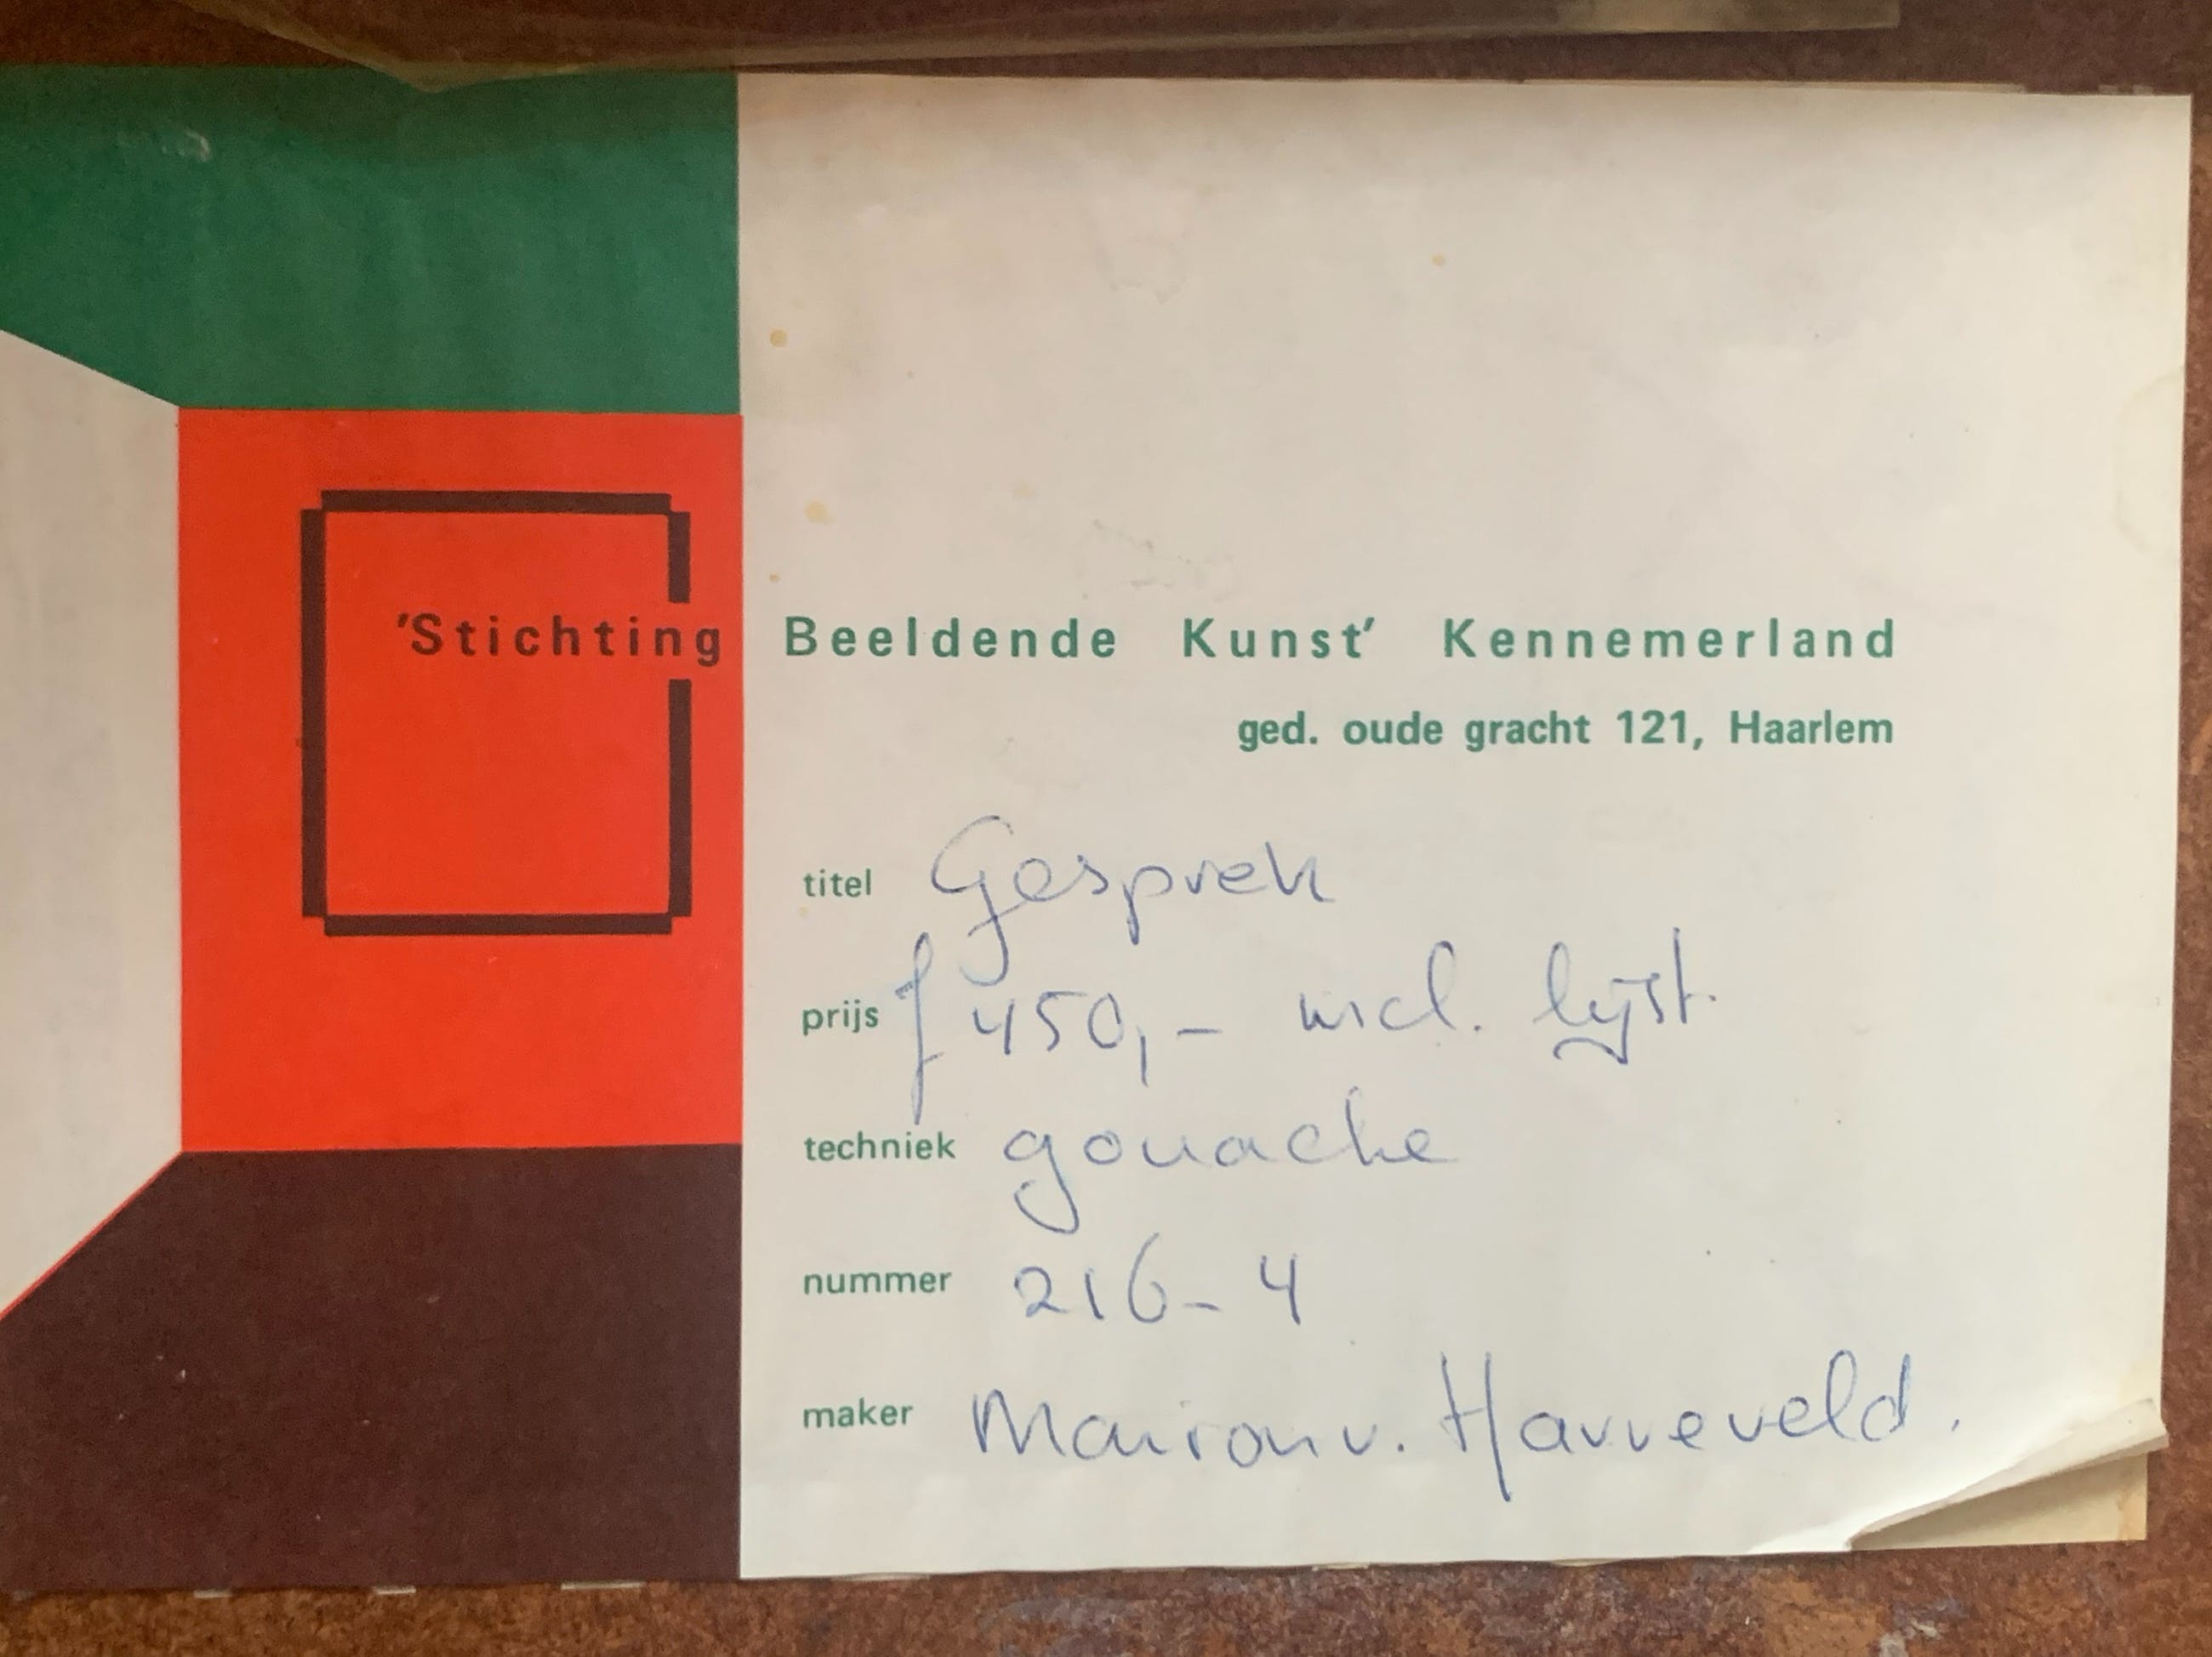 'Stichting Beeldende Kunst' Kennemerland
ged. oude gracht 121, Haarlem
titel Gesprek
prijs ƒ 450,- incl. lijst.
techniek gouache
nummer 216-4
maker v. Harreveld.